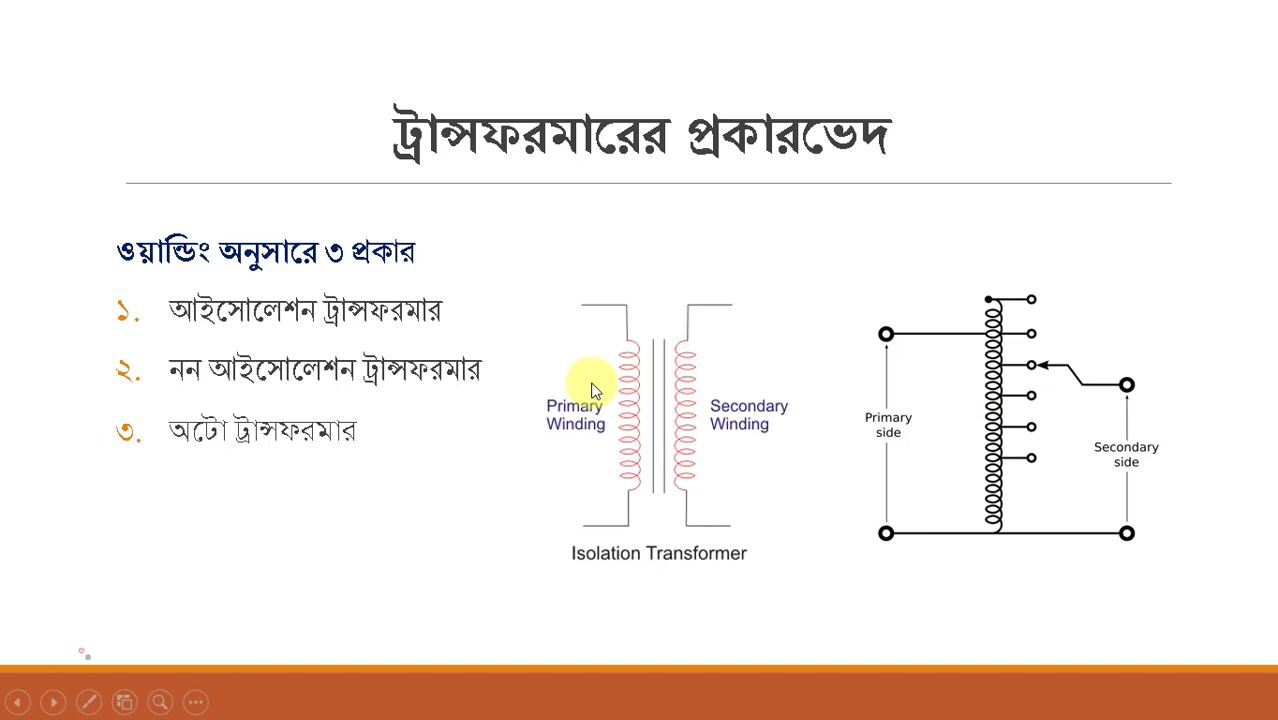 ট্রান্সফরমারের প্রকারভেদ
ওয়ান্ডিং অনুসারে ৩ প্রকার
১. আইসোলেশন ট্রান্সফরমার
২. নন আইসোলেশন ট্রান্সফরমার
৩. অটো ট্রান্সফরমার
Primary
Winding
Secondary
Winding
Isolation Transformer
Primary
side
Secondary
side